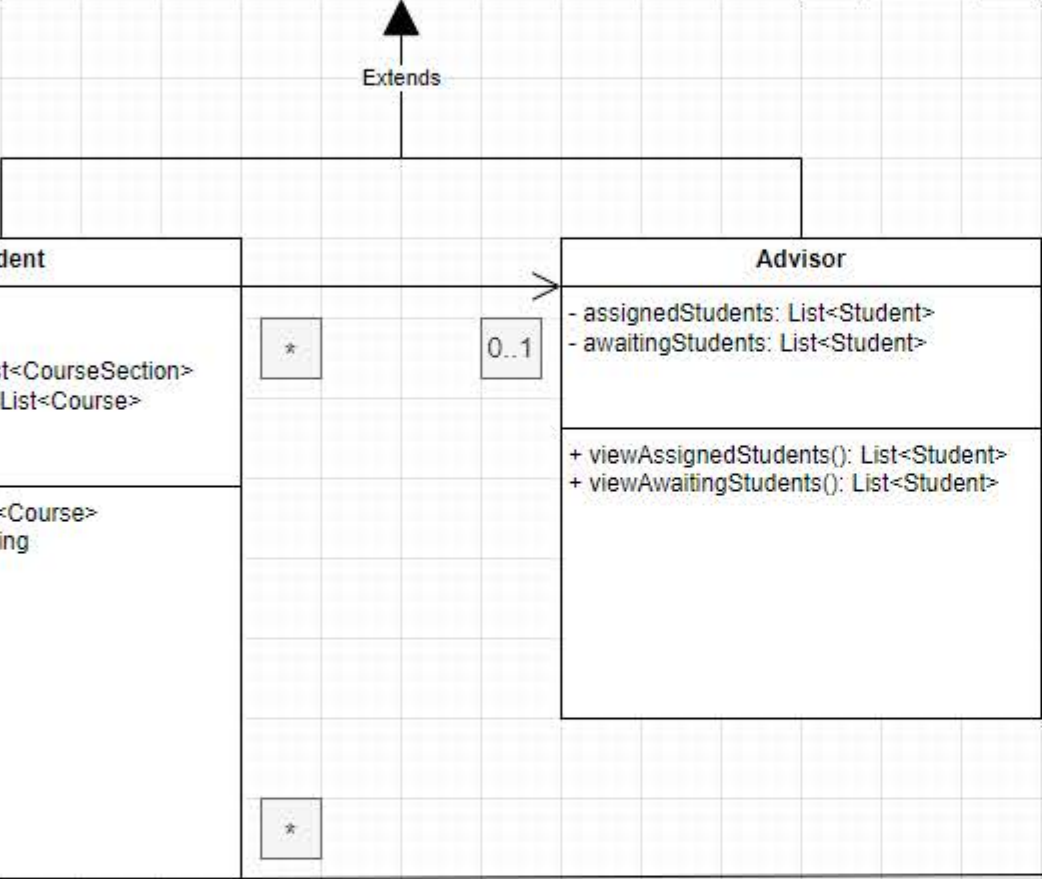 Extends
dent
Advisor
- assignedStudents: List<Student>
- awaitingStudents: List<Student>
*
0..1
t<CourseSection>
List<Course>
+ viewAssignedStudents(): List<Student>
+ viewAwaitingStudents(): List<Student>
<Course>
ing
*